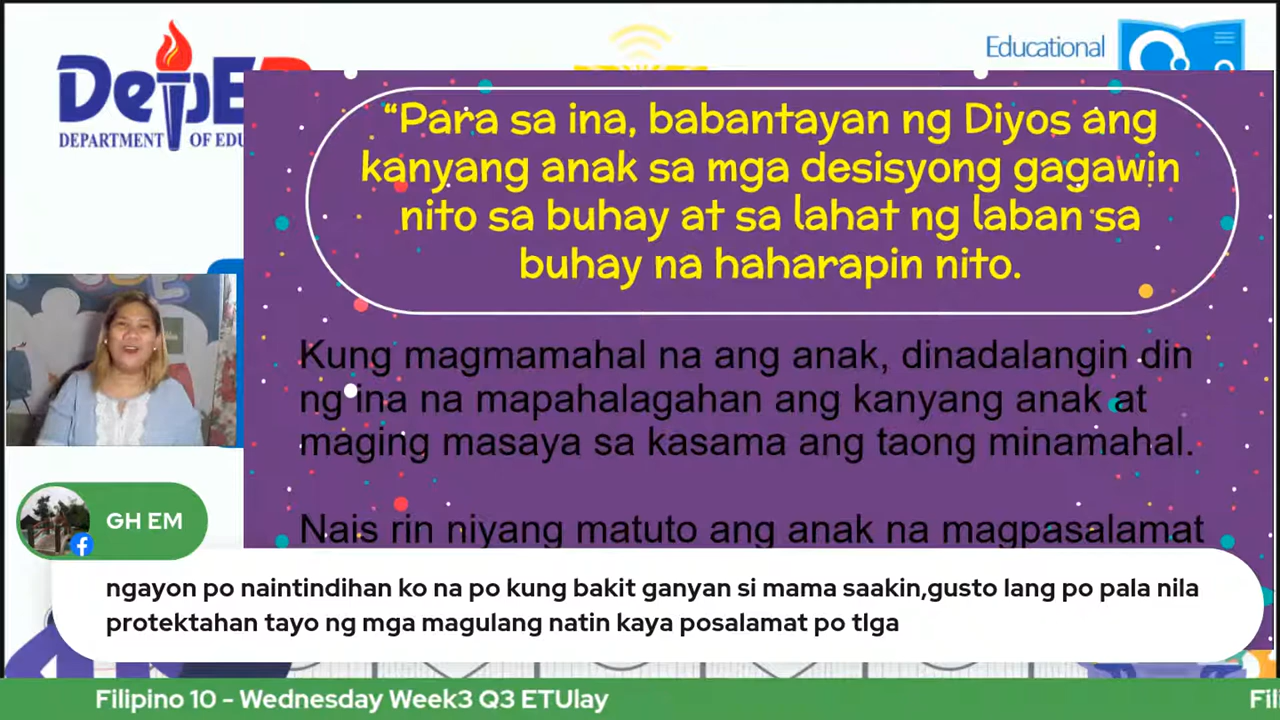 DepE
DEPARTMENT OF EDU
Educational
“Para sa ina, babantayan ng Diyos ang
kanyang anak sa mga desisyong gagawin
nito sa buhay at sa lahat ng laban sa
buhay na haharapin nito.
Kung magmamahal na ang anak, dinadalangin din
ng ina na mapahalagahan ang kanyang anak at
maging masaya sa kasama ang taong minamahal.
Nais rin niyang matuto ang anak na magpasalamat
GH EM
ngayon po naintindihan ko na po kung bakit ganyan si mama saakin,gusto lang po pala nila
protektahan tayo ng mga magulang natin kaya posalamat po tlga
Filipino 10 - Wednesday Week3 Q3 ETUlay
Fili